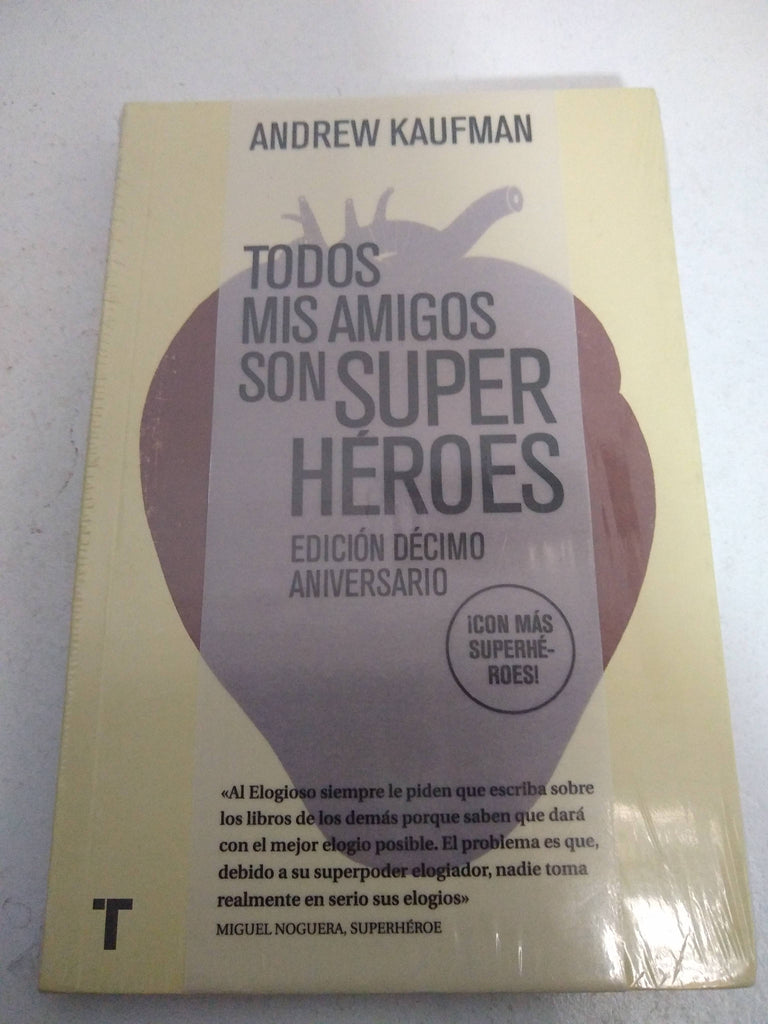 ANDREW KAUFMAN
TODOS
MIS AMIGOS
SON SUPER
HÉROES
EDICIÓN DÉCIMO
ANIVERSARIO
¡CON MÁS
SUPERHÉ-
ROES!
«Al Elogioso siempre le piden que escriba sobre
los libros de los demás porque saben que dará
con el mejor elogio posible. El problema es que,
debido a su superpoder elogiador, nadie toma
realmente en serio sus elogios»
MIGUEL NOGUERA, SUPERHÉROE
T